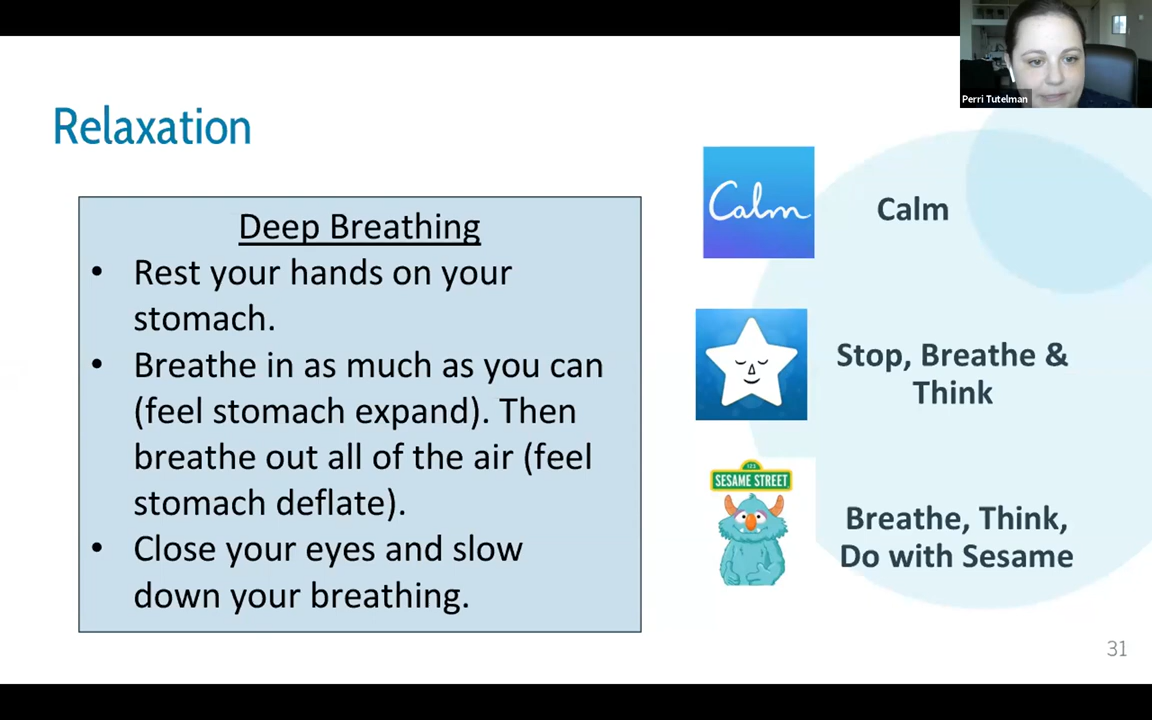 Perri Tutelman
Relaxation
Deep Breathing
• Rest your hands on your
stomach.
• Breathe in as much as you can
(feel stomach expand). Then
breathe out all of the air (feel
stomach deflate).
• Close your eyes and slow
down your breathing.
Calm
Calm
Stop, Breathe &
Think
123
SESAME STREET
Breathe, Think,
Do with Sesame
31